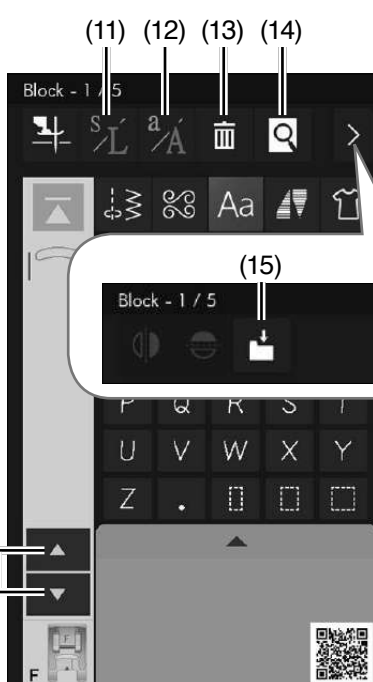 (11) (12) (13) (14)
Block - 1 / 5
S/L a/Á
Aa
(15)
Block - 1 / 5
P Q R S T
U V W X Y
Z .
F
F